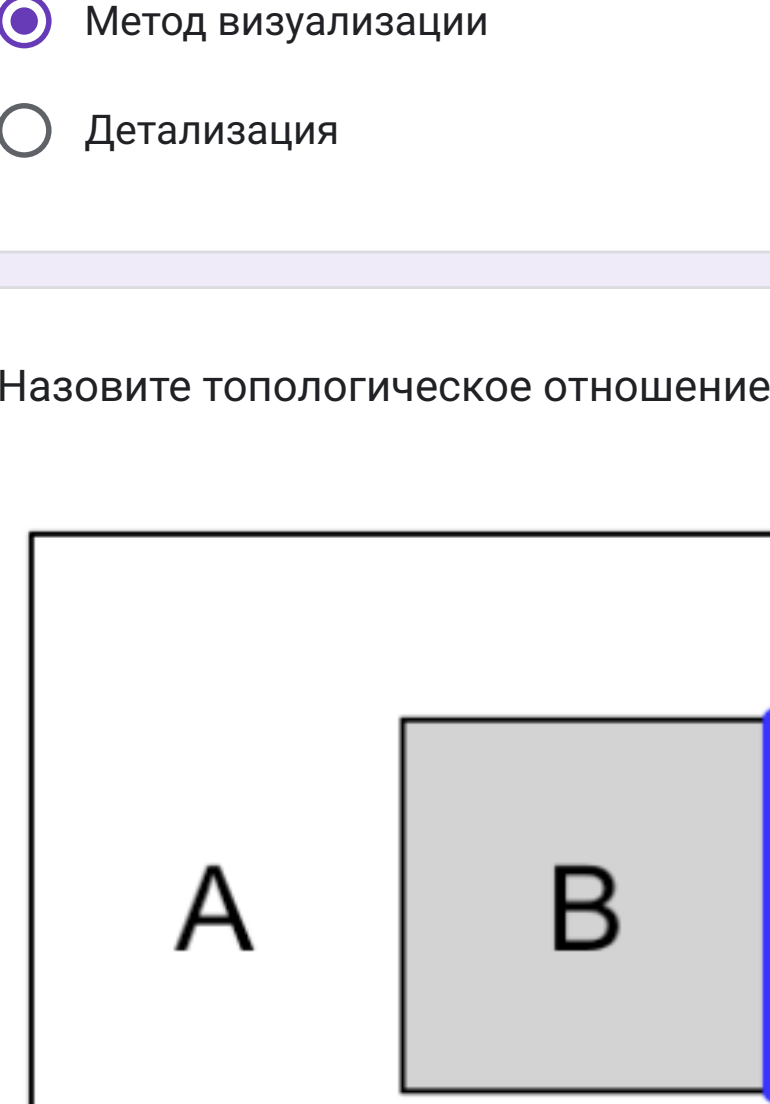 Метод визуализации
Детализация
Назовите топологическое отношение
A
B